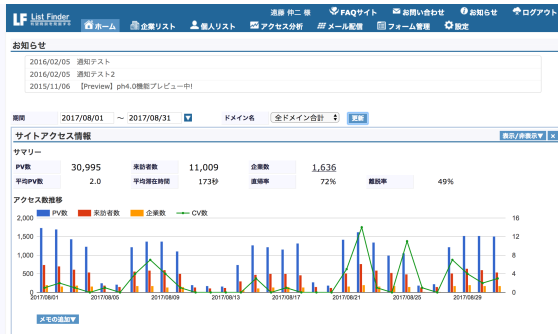 LF List Finder
遠藤 伸二 様 FAQサイト お問い合わせ お知らせ ログアウト
ホーム 企業リスト 個人リスト アクセス分析 メール配信 フォーム管理 設定
お知らせ
2016/02/05 通知テスト
2016/02/05 通知テスト2
2015/11/06 【Preview】ph4.0機能プレビュー中!
期間 2017/08/01 ～ 2017/08/31 ▼ ドメイン名 全ドメイン合計 更新
サイトアクセス情報 表示/非表示▼ ×
サマリー
PV数 30,995 来訪者数 11,009 企業数 1,636
平均PV数 2.0 平均滞在時間 173秒 直帰率 72% 離脱率 49%
アクセス数推移
PV数 来訪者数 企業数 CV数
2,000 16
1,500 12
1,000 8
500 4
0 0
2017/08/01 2017/08/05 2017/08/09 2017/08/13 2017/08/17 2017/08/21 2017/08/25 2017/08/29
メモの追加▼